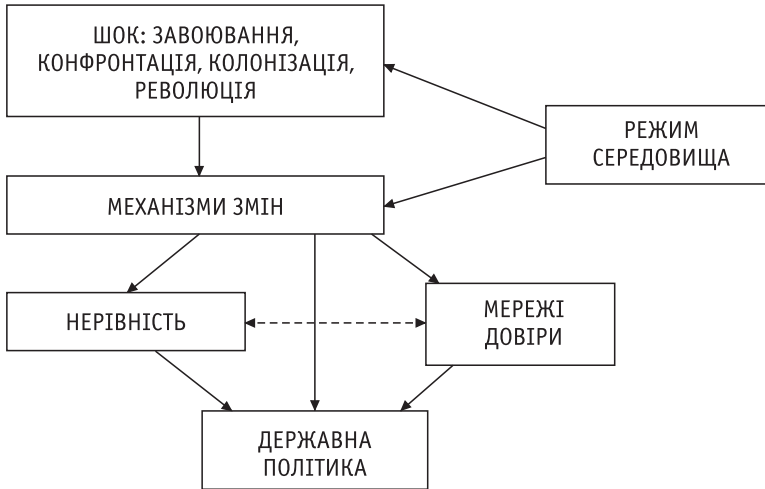 ШОК: ЗАВОЮВАННЯ,
КОНФРОНТАЦІЯ, КОЛОНІЗАЦІЯ,
РЕВОЛЮЦІЯ
РЕЖИМ
СЕРЕДОВИЩА
МЕХАНІЗМИ ЗМІН
НЕРІВНІСТЬ
МЕРЕЖІ
ДОВІРИ
ДЕРЖАВНА
ПОЛІТИКА